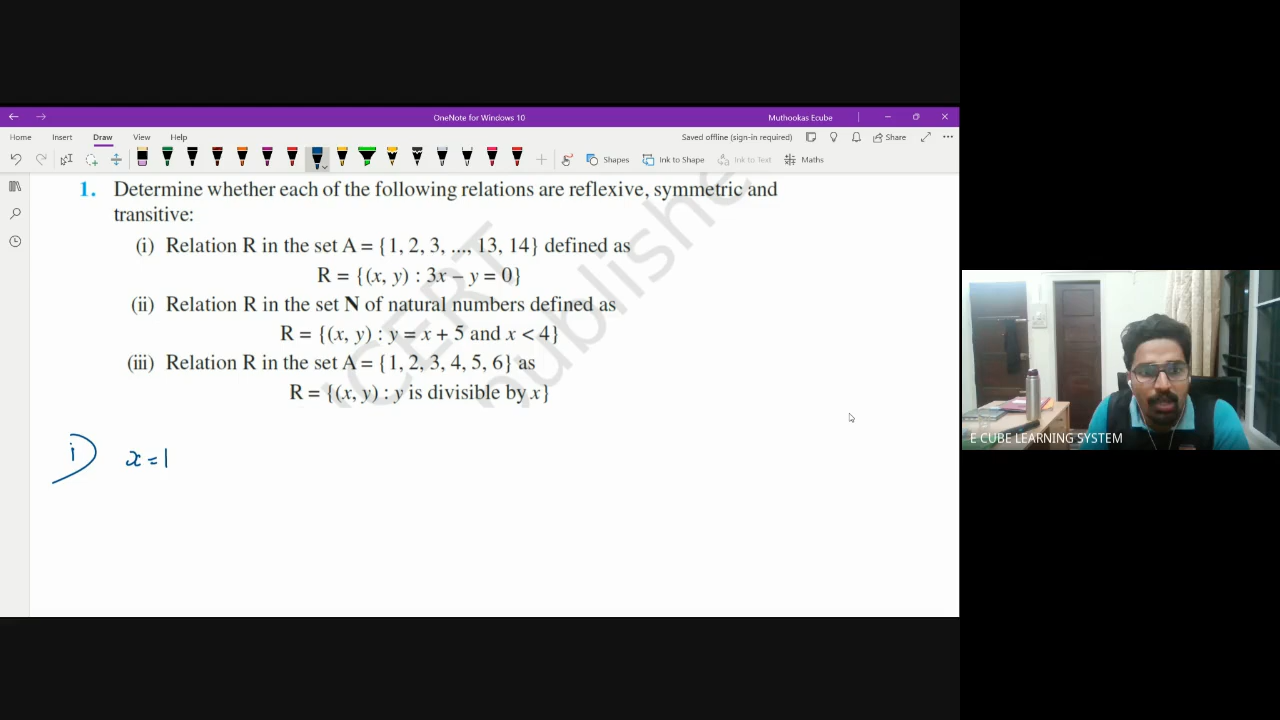 OneNote for Windows 10
Muthookas Ecube
Home Insert Draw View Help
Saved offline (sign-in required)
Share
Shapes
Ink to Shape
Ink to Text
Maths
1. Determine whether each of the following relations are reflexive, symmetric and
transitive:
(i) Relation R in the set A = {1, 2, 3, ..., 13, 14} defined as
R = {(x, y) : 3x – y = 0}
(ii) Relation R in the set N of natural numbers defined as
R = {(x, y) : y = x + 5 and x < 4}
(iii) Relation R in the set A = {1, 2, 3, 4, 5, 6} as
R = {(x, y) : y is divisible by x}
i) x = 1
E CUBE LEARNING SYSTEM